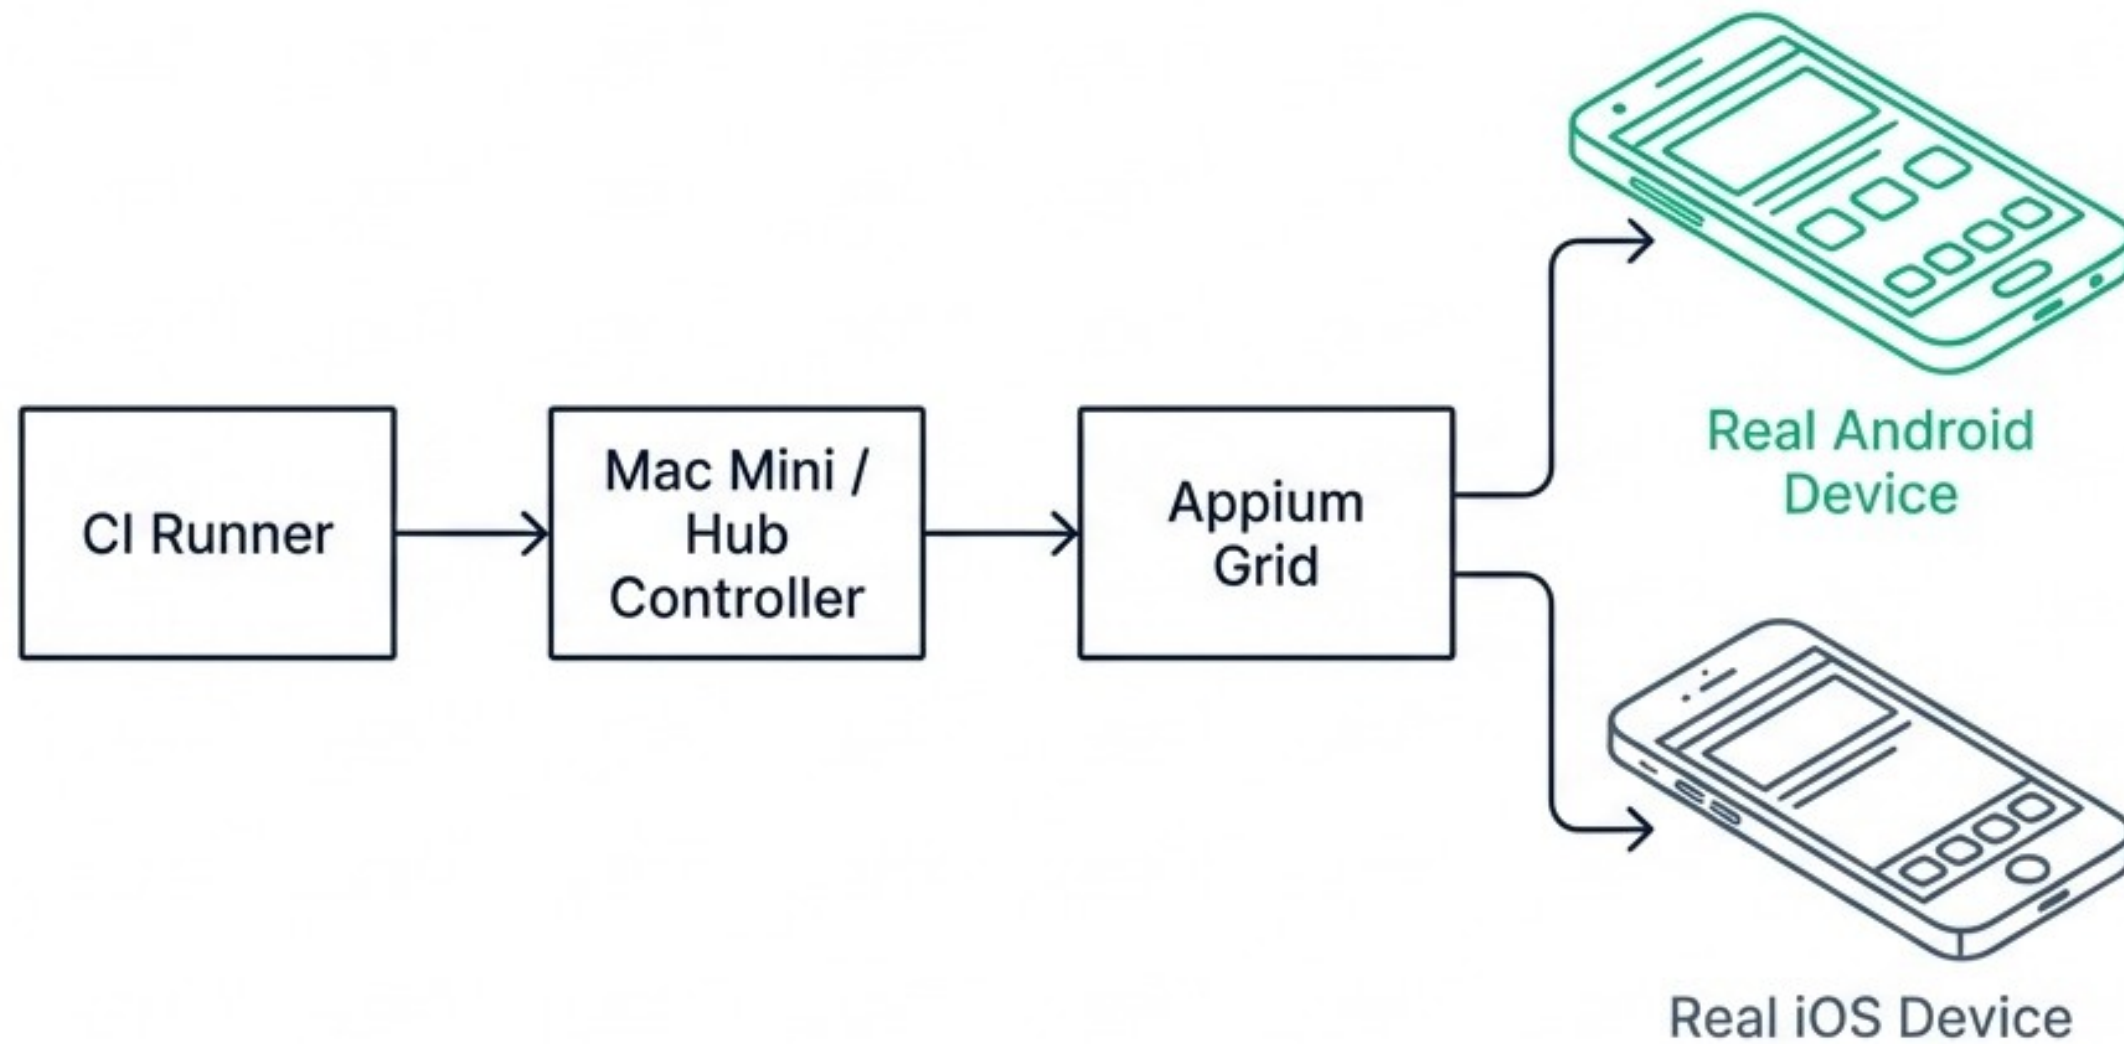 CI Runner
Mac Mini /
Hub
Controller
Appium
Grid
Real Android
Device
Real iOS Device